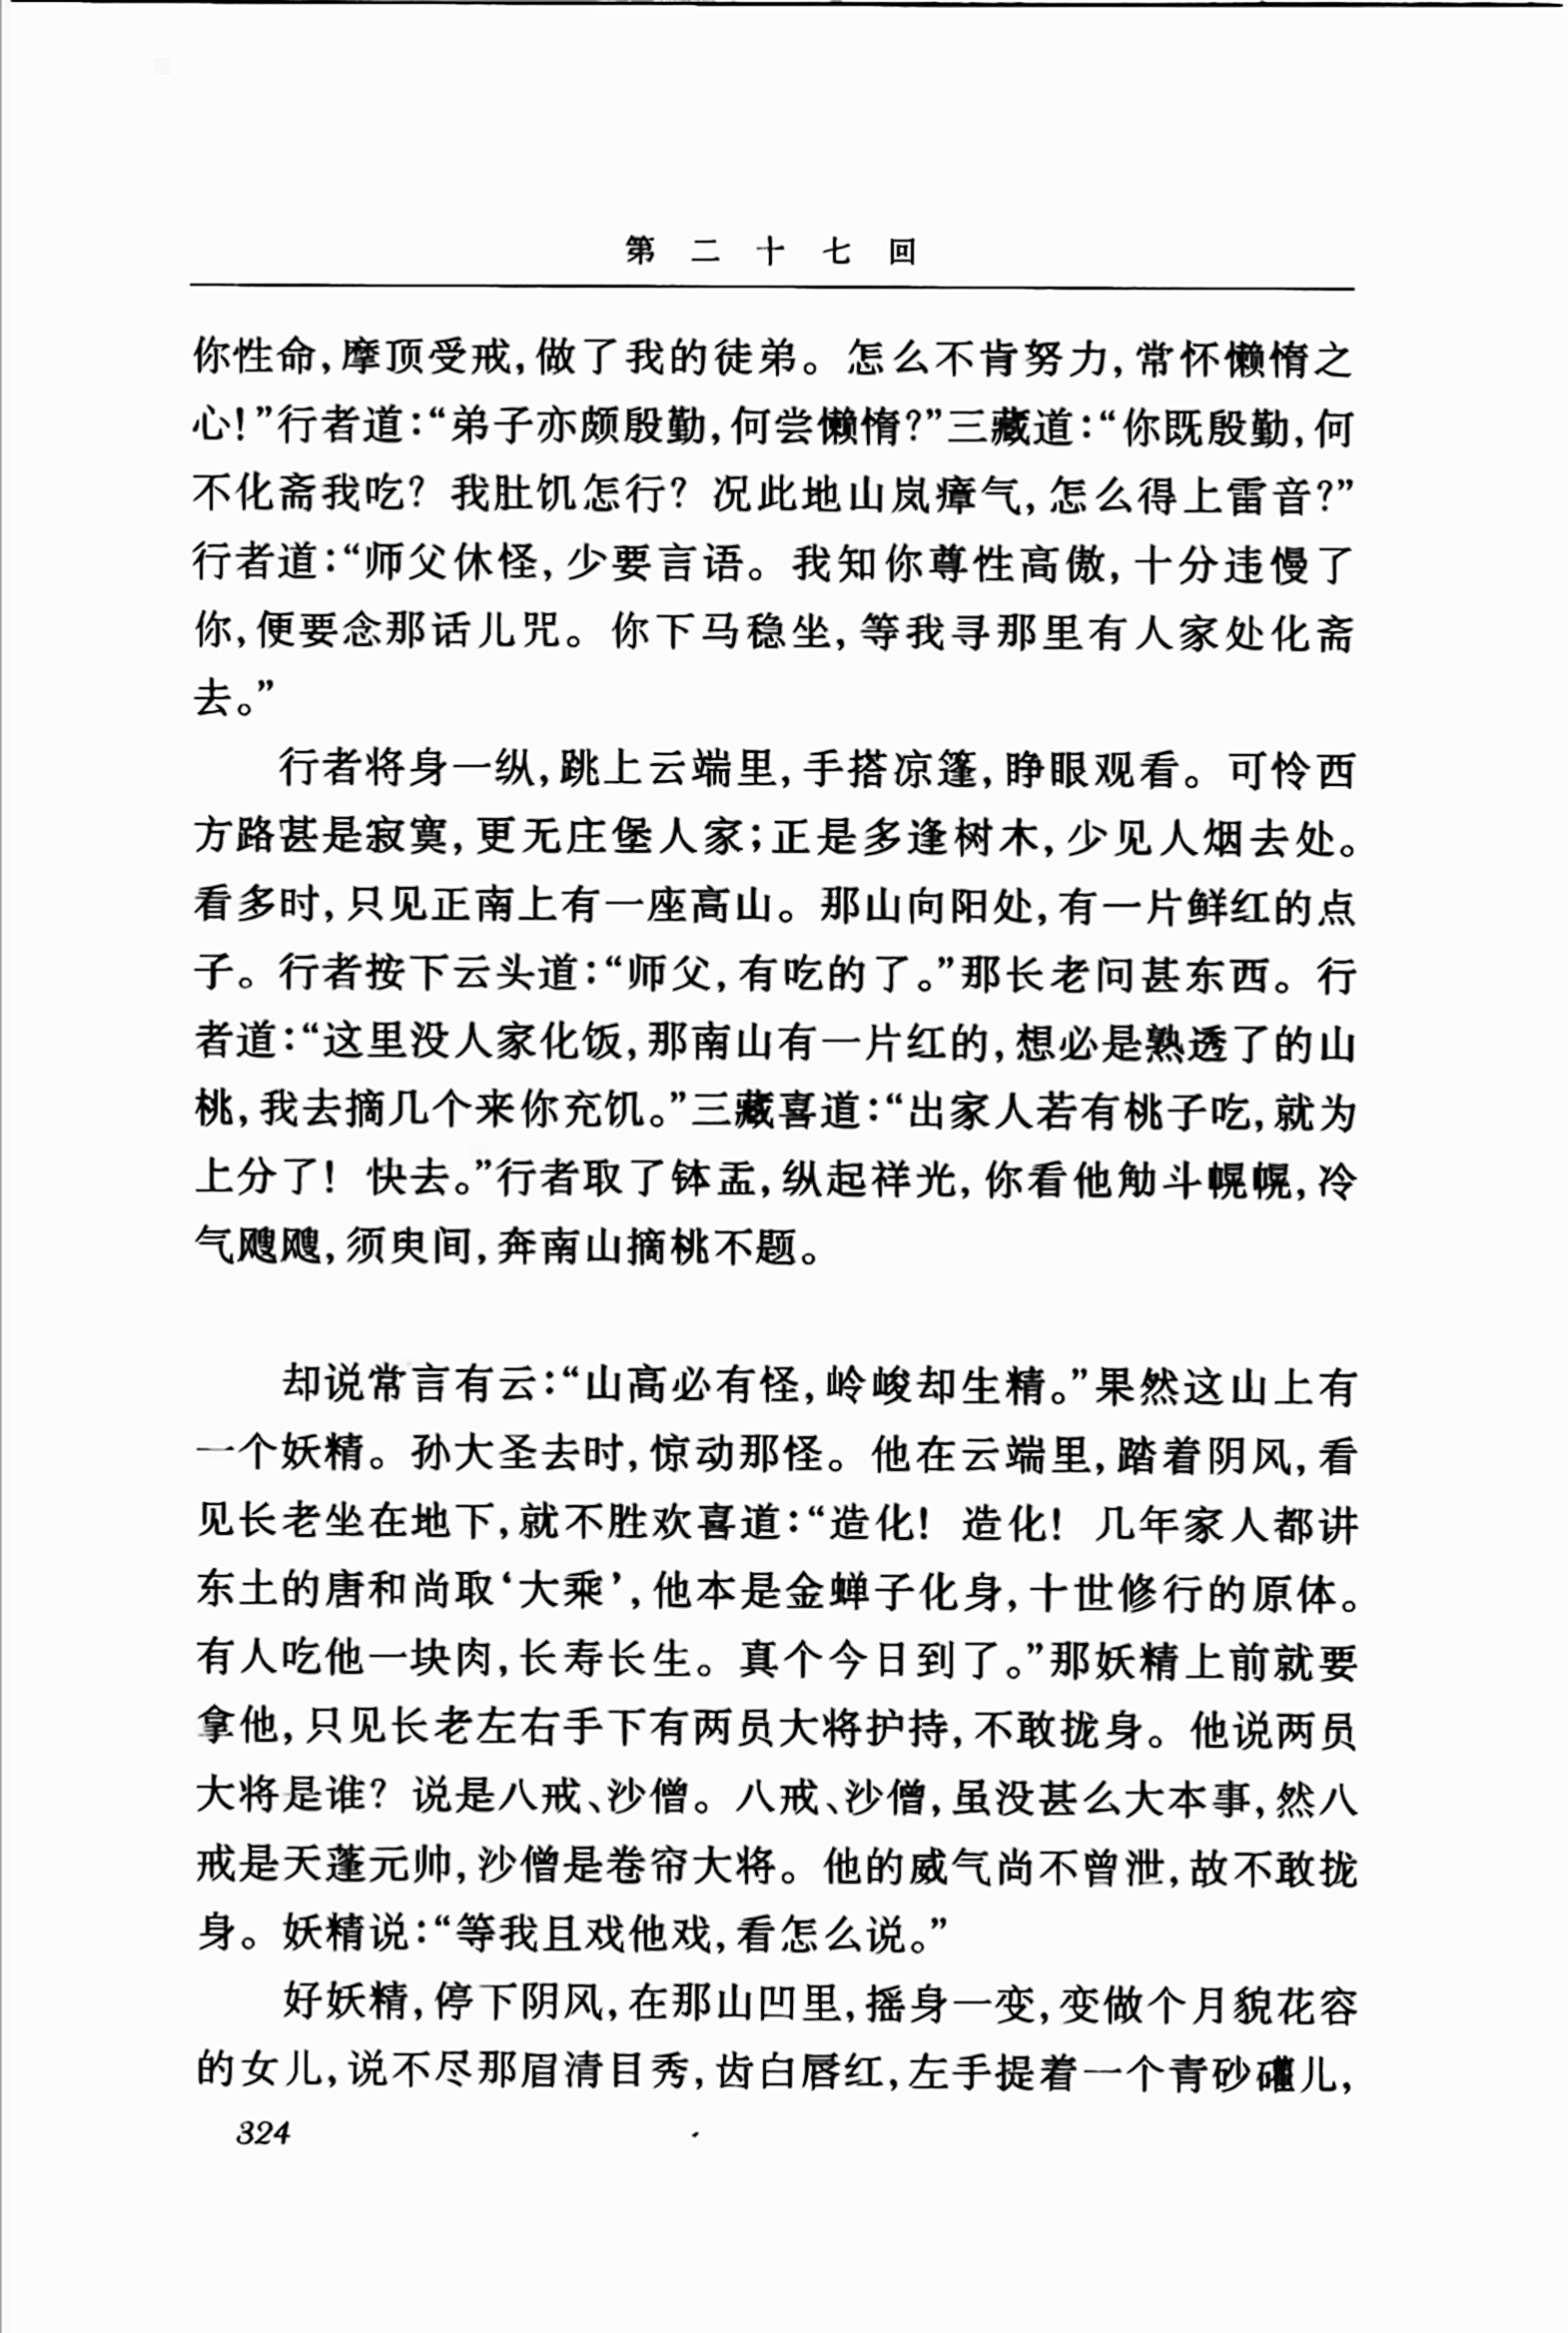 第二十七回
你性命,摩顶受戒,做了我的徒弟。怎么不肯努力,常怀懒惰之
心!”行者道:“弟子亦颇殷勤,何尝懒惰?”三藏道:“你既殷勤,何
不化斋我吃?我肚饥怎行?况此地山岚瘴气,怎么得上雷音?”
行者道:“师父休怪,少要言语。我知你尊性高傲,十分违慢了
你,便要念那话儿咒。你下马稳坐,等我寻那里有人家处化斋
去。”
行者将身一纵,跳上云端里,手搭凉篷,睁眼观看。可怜西
方路甚是寂寞,更无庄堡人家;正是多逢树木,少见人烟去处。
看多时,只见正南上有一座高山。那山向阳处,有一片鲜红的点
子。行者按下云头道:“师父,有吃的了。”那长老问甚东西。行
者道:“这里没人家化饭,那南山有一片红的,想必是熟透了的山
桃,我去摘几个来你充饥。”三藏喜道:“出家人若有桃子吃,就为
上分了!快去。”行者取了钵盂,纵起祥光,你看他觔斗幌幌,冷
气飕飕,须臾间,奔南山摘桃不题。
却说常言有云:“山高必有怪,岭峻却生精。”果然这山上有
一个妖精。孙大圣去时,惊动那怪。他在云端里,踏着阴风,看
见长老坐在地下,就不胜欢喜道:“造化!造化!几年家人都讲
东土的唐和尚取‘大乘’,他本是金蝉子化身,十世修行的原体。
有人吃他一块肉,长寿长生。真个今日到了。”那妖精上前就要
拿他,只见长老左右手下有两员大将护持,不敢拢身。他说两员
大将是谁?说是八戒、沙僧。八戒、沙僧,虽没甚么大本事,然八
戒是天蓬元帅,沙僧是卷帘大将。他的威气尚不曾泄,故不敢拢
身。妖精说:“等我且戏他戏,看怎么说。”
好妖精,停下阴风,在那山凹里,摇身一变,变做个月貌花容
的女儿,说不尽那眉清目秀,齿白唇红,左手提着一个青砂礶儿,
324